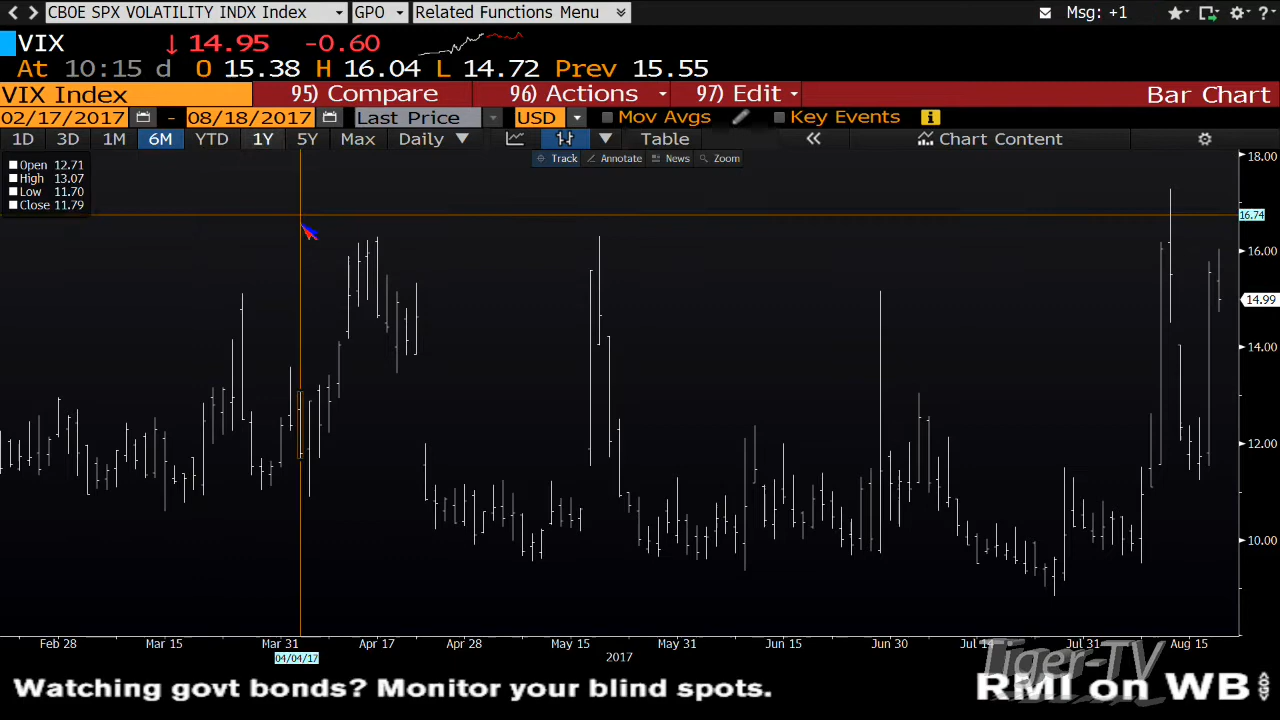 CBOE SPX VOLATILITY INDX Index GPO Related Functions Menu Msg: +1
VIX ↓ 14.95 -0.60
At 10:15 d O 15.38 H 16.04 L 14.72 Prev 15.55
VIX Index 95) Compare 96) Actions 97) Edit Bar Chart
02/17/2017 - 08/18/2017 Last Price USD Mov Avgs Key Events
1D 3D 1M 6M YTD 1Y 5Y Max Daily Table Chart Content
Track Annotate News Zoom
Open 12.71
High 13.07
Low 11.70
Close 11.79
18.00
16.74
16.00
14.99
14.00
12.00
10.00
Feb 28 Mar 15 Mar 31 Apr 17 Apr 28 May 15 May 31 Jun 15 Jun 30 Jul 14 Jul 31 Aug 15
04/04/17 2017
Tiger-TV
Watching govt bonds? Monitor your blind spots. RMI on WB